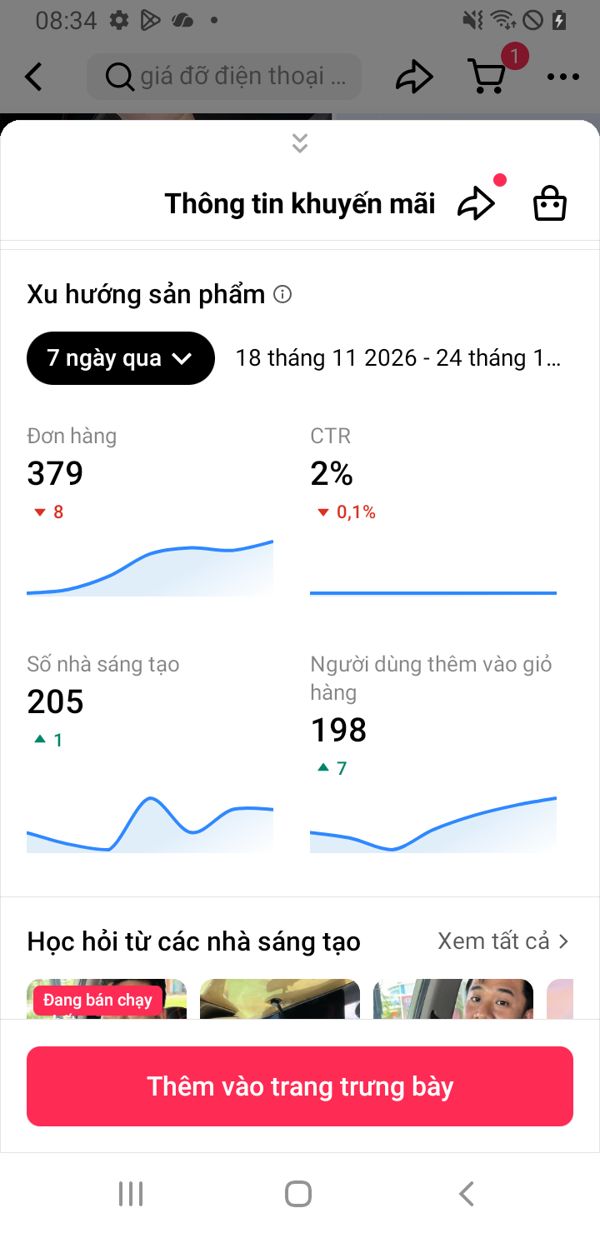 08:34
giá đỡ điện thoại ...
1
Thông tin khuyến mãi
Xu hướng sản phẩm
7 ngày qua
18 tháng 11 2026 - 24 tháng 1...
Đơn hàng
379
8
CTR
2%
0,1%
Số nhà sáng tạo
205
1
Người dùng thêm vào giỏ
hàng
198
7
Học hỏi từ các nhà sáng tạo
Xem tất cả
Đang bán chạy
Thêm vào trang trưng bày